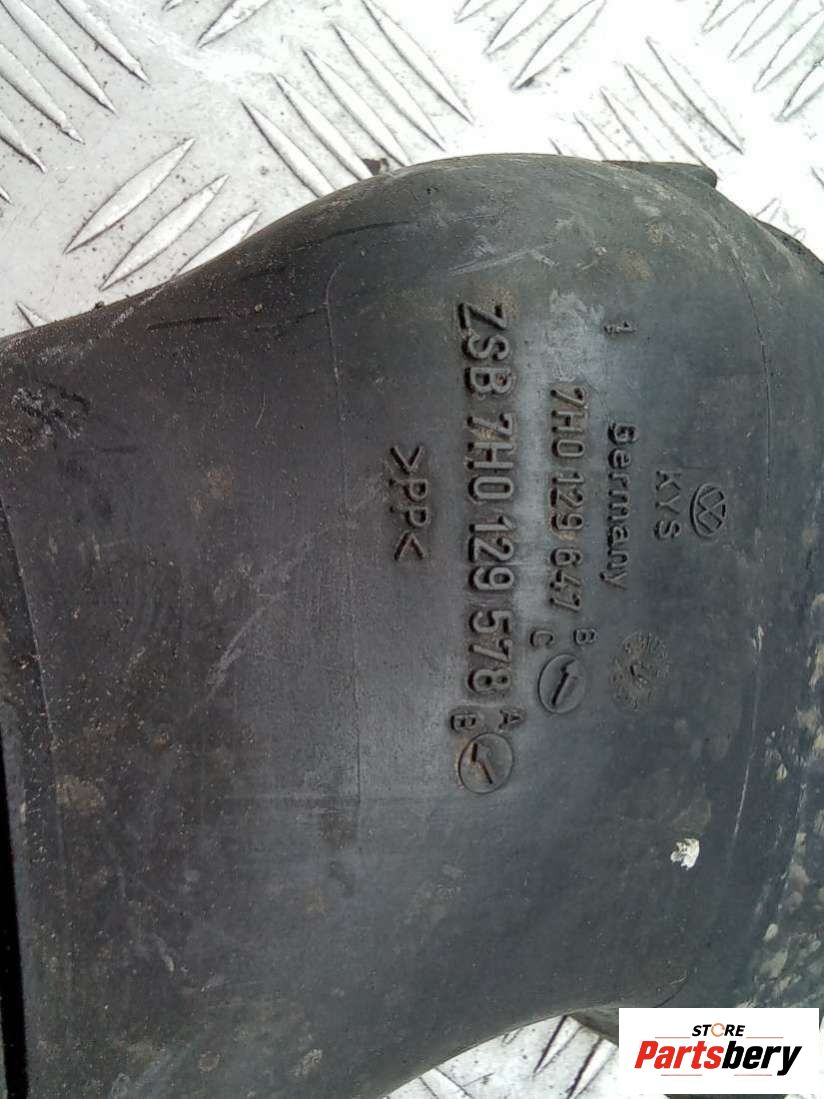 KYS
Germany
1
7H0 129 647 B C
ZSB 7H0 129 578 A B
>PP<
STORE
Partsbery